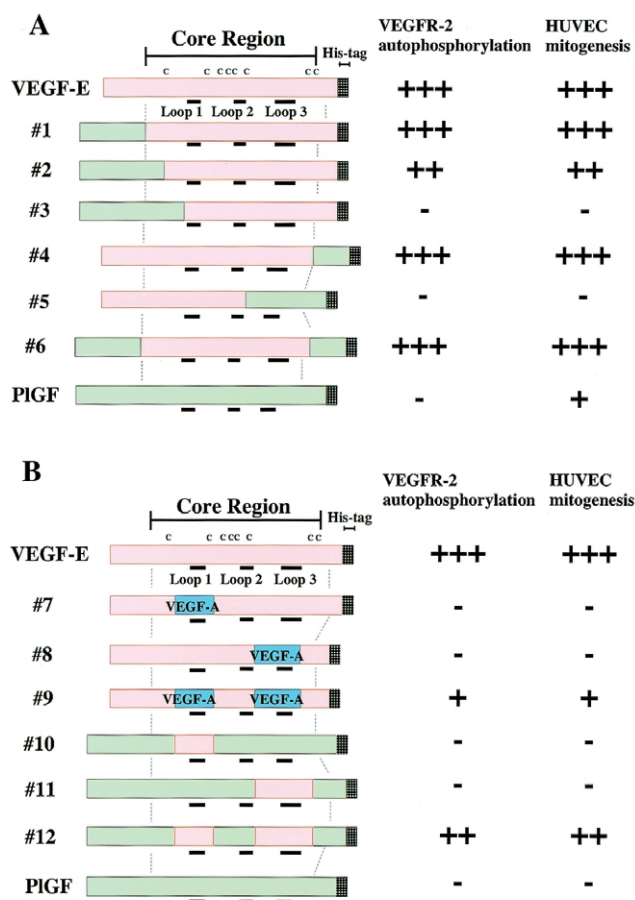 A
VEGFR-2
autophosphorylation
HUVEC
mitogenesis
Core Region
His-tag
c c ccc c c c
VEGF-E +++ +++
Loop 1 Loop 2 Loop 3
#1 +++ +++
#2 ++ ++
#3 - -
#4 +++ +++
#5 - -
#6 +++ +++
PlGF - +
B
VEGFR-2
autophosphorylation
HUVEC
mitogenesis
Core Region
His-tag
c c ccc c c c
VEGF-E +++ +++
Loop 1 Loop 2 Loop 3
#7 VEGF-A - -
#8 VEGF-A - -
#9 VEGF-A VEGF-A + +
#10 - -
#11 - -
#12 ++ ++
PlGF - -